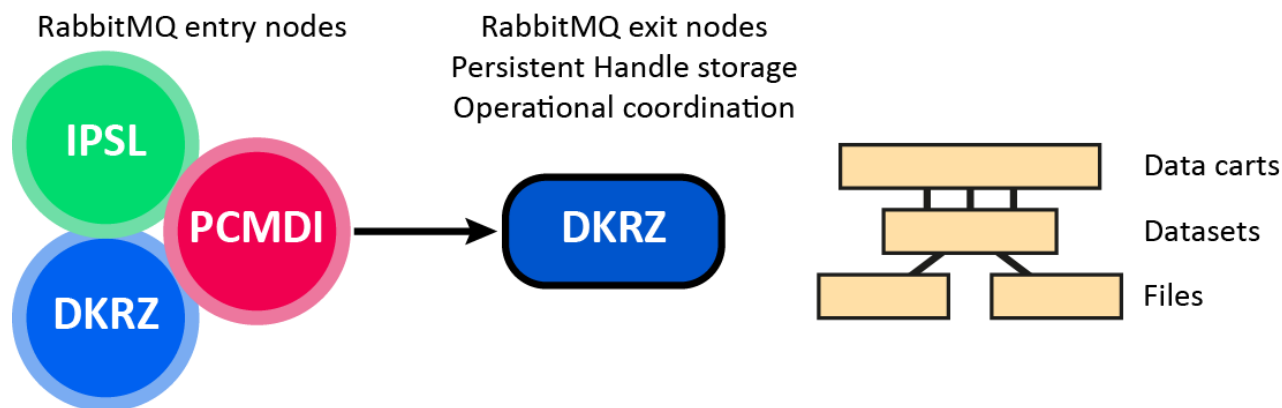 RabbitMQ entry nodes
IPSL
PCMDI
DKRZ
RabbitMQ exit nodes
Persistent Handle storage
Operational coordination
DKRZ
Data carts
Datasets
Files